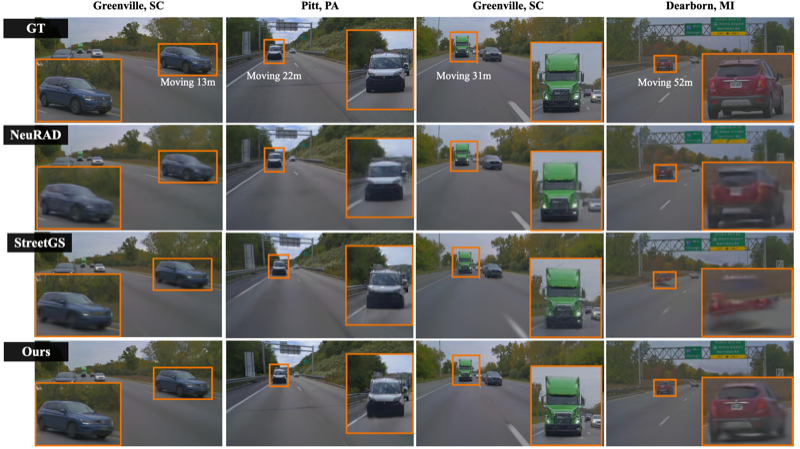 Greenville, SC Pitt, PA Greenville, SC Dearborn, MI
GT
Moving 13m Moving 22m Moving 31m Moving 52m
NeuRAD
StreetGS
Ours